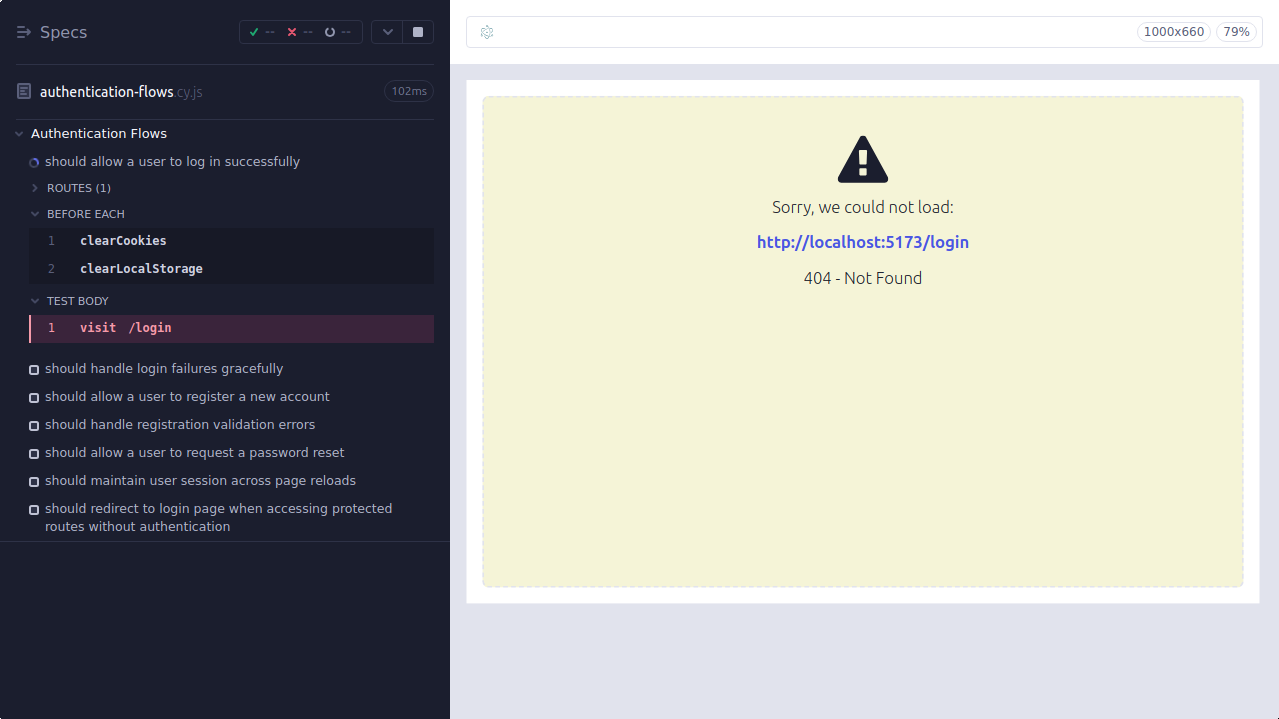 Specs
--
--
--
authentication-flows.cy.js
102ms
Authentication Flows
should allow a user to log in successfully
ROUTES (1)
BEFORE EACH
1 clearCookies
2 clearLocalStorage
TEST BODY
1 visit /login
should handle login failures gracefully
should allow a user to register a new account
should handle registration validation errors
should allow a user to request a password reset
should maintain user session across page reloads
should redirect to login page when accessing protected
routes without authentication
1000x660
79%
Sorry, we could not load:
http://localhost:5173/login
404 - Not Found